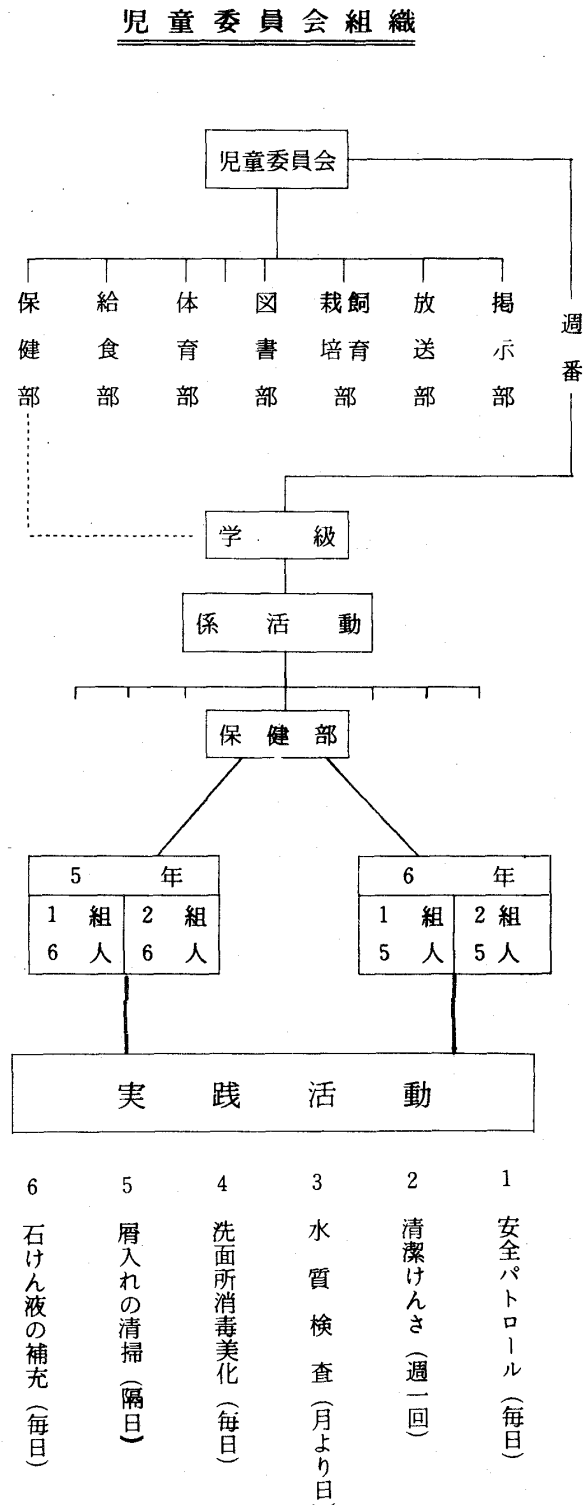 児童委員会組織
児童委員会
保健部
給食部
体育部
図書部
飼育
栽培部
放送部
掲示部
週番
学級
係活動
保健部
5年
1組 2組
6人 6人
6年
1組 2組
5人 5人
実践活動
1 安全パトロール（毎日）
2 清潔けんさ（週一回）
3 水質検査（月より日
4 洗面所消毒美化（毎日）
5 屑入れの清掃（隔日）
6 石けん液の補充（毎日）